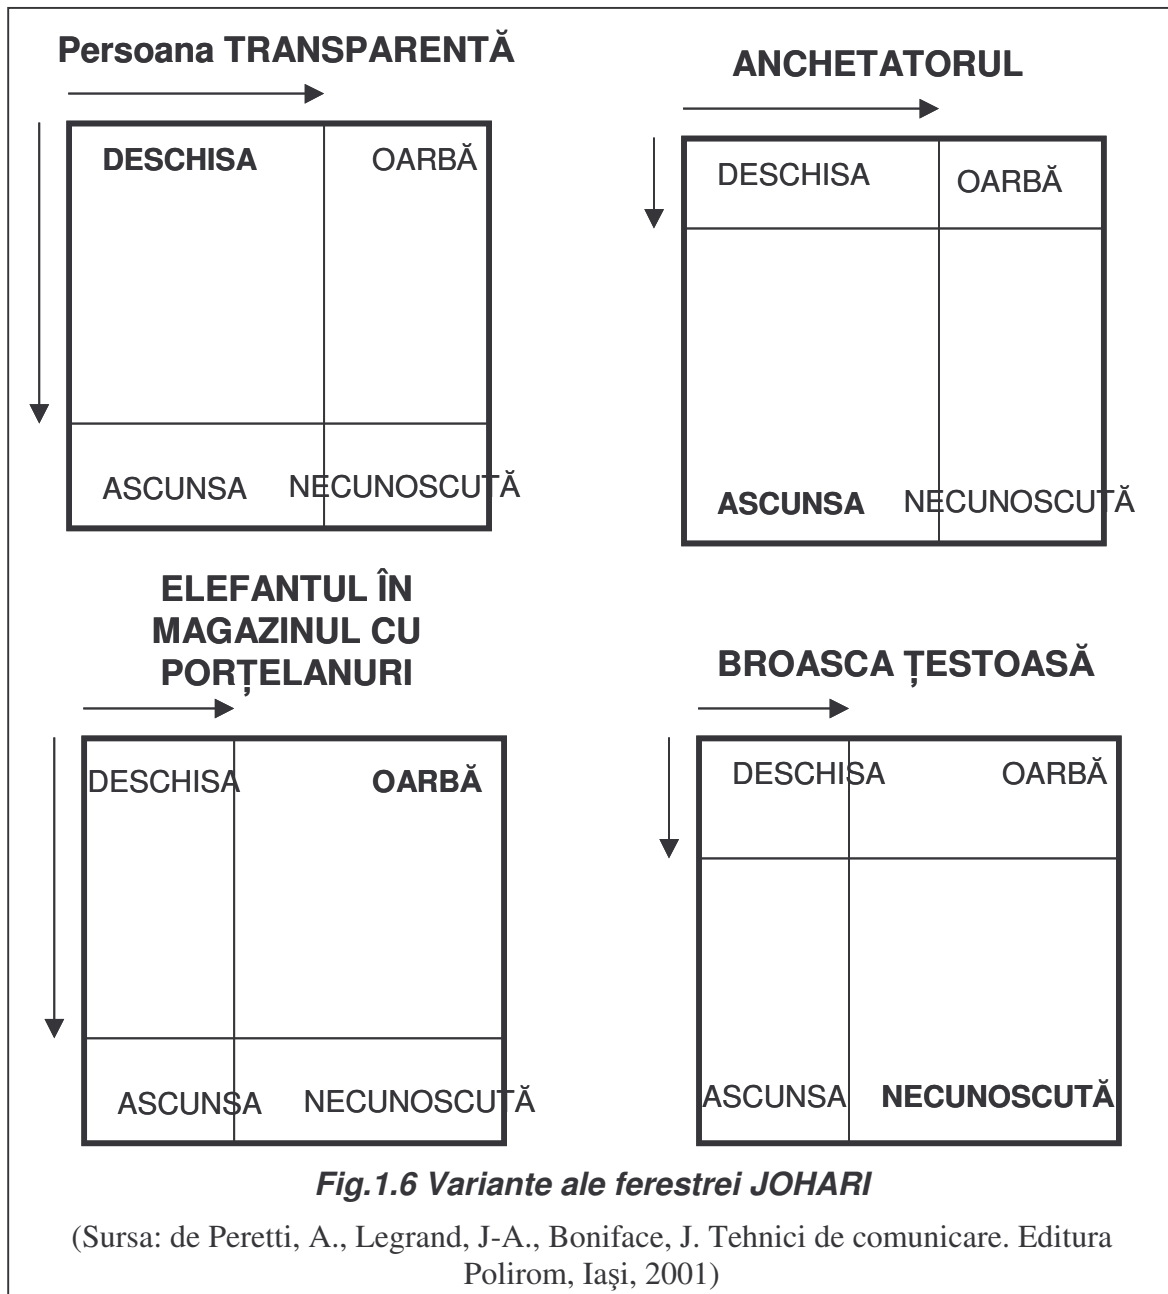 Persoana TRANSPARENTĂ
DESCHISA OARBĂ
ASCUNSA NECUNOSCUTĂ
ANCHETATORUL
DESCHISA OARBĂ
ASCUNSA NECUNOSCUTĂ
ELEFANTUL ÎN
MAGAZINUL CU
PORȚELANURI
DESCHISA OARBĂ
ASCUNSA NECUNOSCUTĂ
BROASCA ȚESTOASĂ
DESCHISA OARBĂ
ASCUNSA NECUNOSCUTĂ
Fig.1.6 Variante ale ferestrei JOHARI
(Sursa: de Peretti, A., Legrand, J-A., Boniface, J. Tehnici de comunicare. Editura
Polirom, Iaşi, 2001)